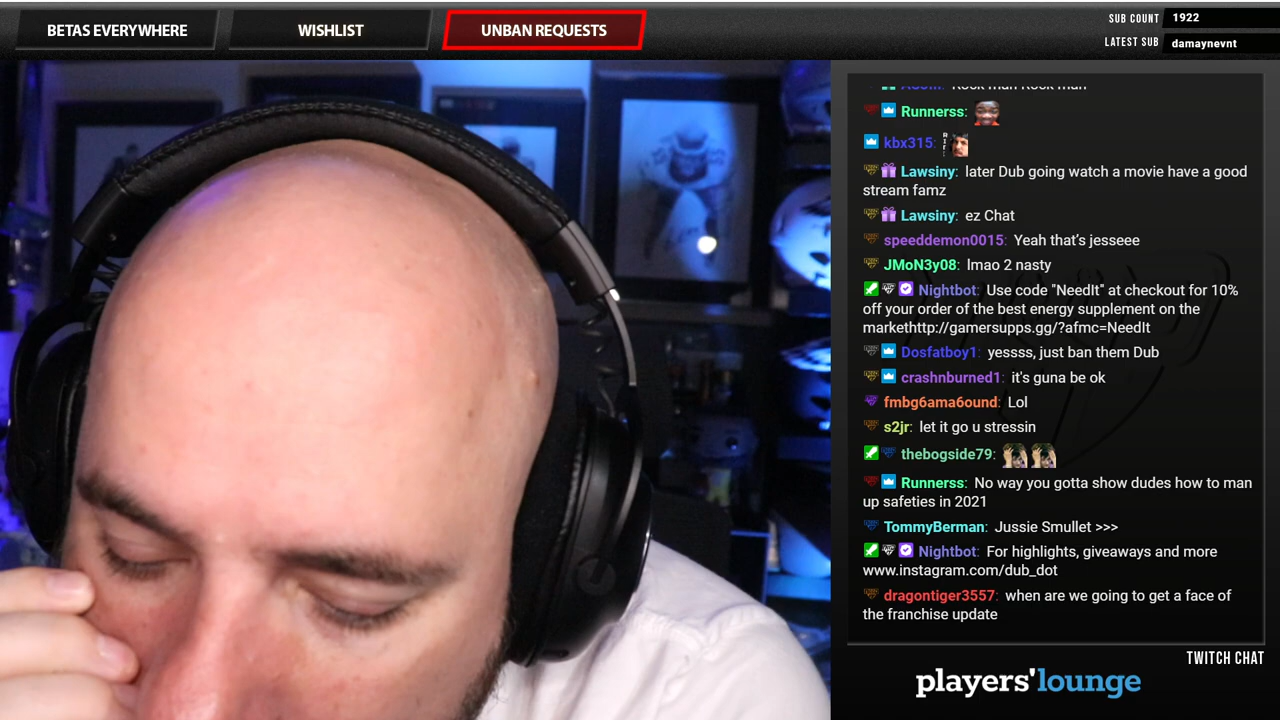 BETAS EVERYWHERE
WISHLIST
UNBAN REQUESTS
SUB COUNT 1922
LATEST SUB damaynevnt
Runnerss:
kbx315:
Lawsiny: later Dub going watch a movie have a good
stream famz
Lawsiny: ez Chat
speeddemon0015: Yeah that's jesseee
JMoN3y08: lmao 2 nasty
Nightbot: Use code "NeedIt" at checkout for 10%
off your order of the best energy supplement on the
markethttp://gamersupps.gg/?afmc=NeedIt
Dosfatboy1: yessss, just ban them Dub
crashnburned1: it's guna be ok
fmbg6ama6ound: Lol
s2jr: let it go u stressin
thebogside79:
Runnerss: No way you gotta show dudes how to man
up safeties in 2021
TommyBerman: Jussie Smullet >>>
Nightbot: For highlights, giveaways and more
www.instagram.com/dub_dot
dragontiger3557: when are we going to get a face of
the franchise update
TWITCH CHAT
players'lounge